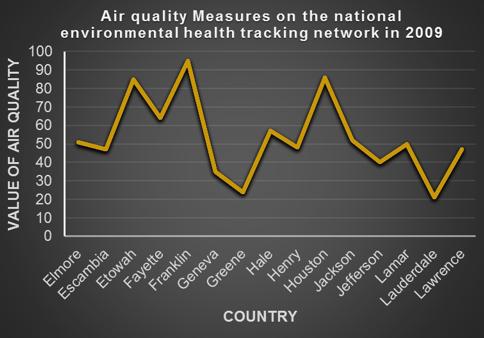 Air quality Measures on the national
environmental health tracking network in 2009
VALUE OF AIR QUALITY
100
90
80
70
60
50
40
30
20
10
0
Elmore
Escambia
Etowah
Fayette
Franklin
Geneva
Greene
Hale
Henry
Houston
Jackson
Jefferson
Lamar
Lauderdale
Lawrence
COUNTRY